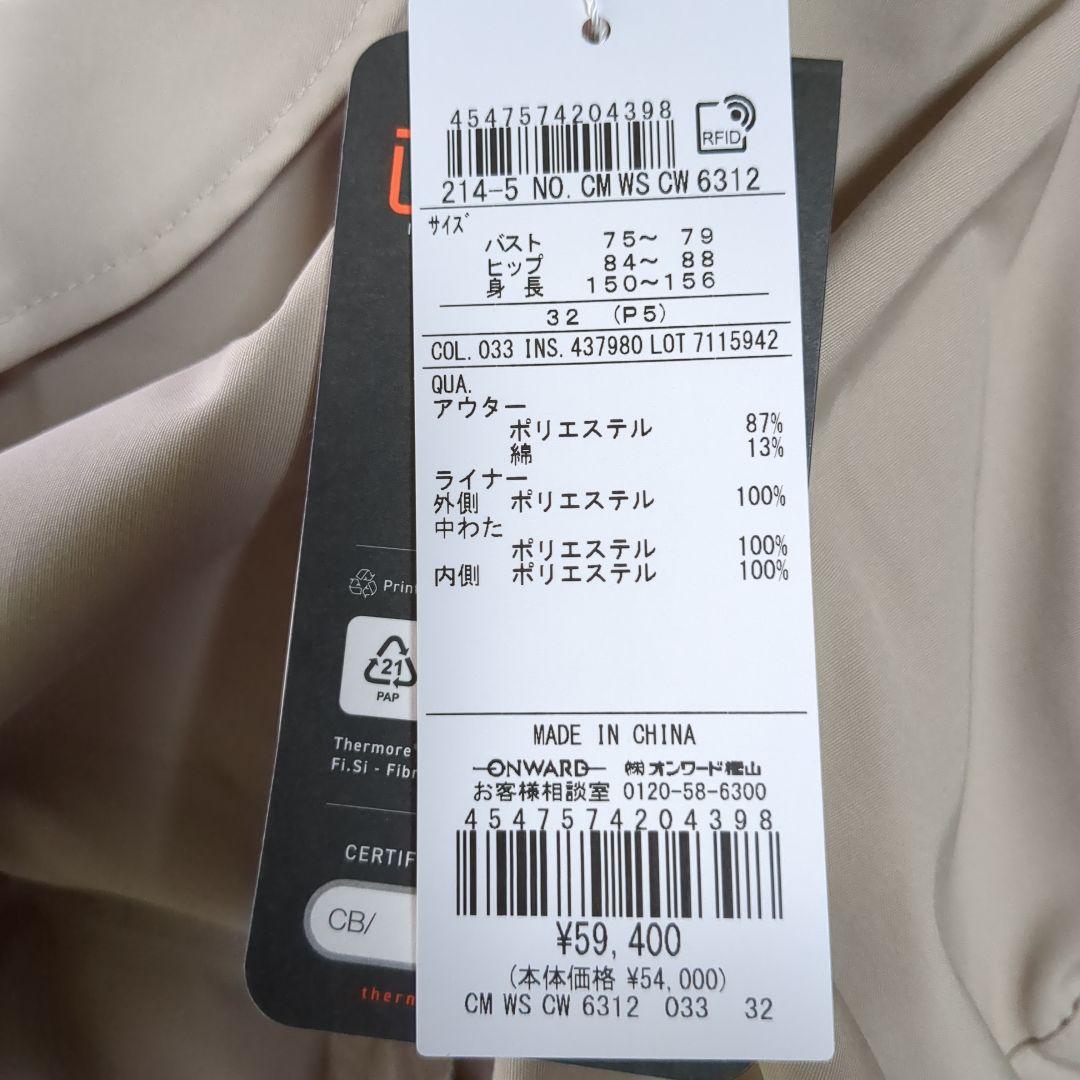 4547574204398
RFID
214-5 NO. CM WS CW 6312
サイズ
バスト 75～ 79
ヒップ 84～ 88
身 長 150～156
32 (P5)
COL. 033 INS. 437980 LOT 7115942
QUA.
アウター
ポリエステル 87%
綿 13%
ライナー
外側 ポリエステル 100%
中わた
ポリエステル 100%
内側 ポリエステル 100%
MADE IN CHINA
ONWARD ㈱オンワード樫山
お客様相談室 0120-58-6300
4547574204398
¥59,400
(本体価格 ¥54,000)
CM WS CW 6312 033 32
21
PAP
Thermore
Fi.Si -
CB/